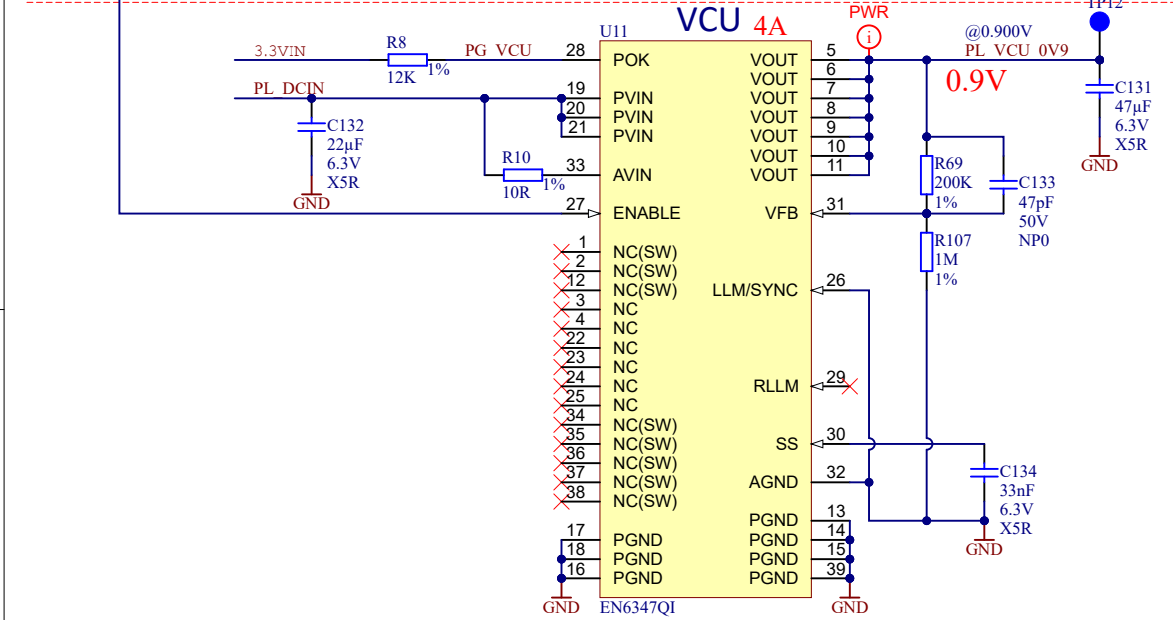 VCU 4A
PWR
TP12
U11
@0.900V
PL_VCU_0V9
0.9V
3.3VIN
R8
12K
1%
PG_VCU
28
POK
PL_DCIN
19
PVIN
20
PVIN
21
PVIN
C132
22µF
6.3V
X5R
GND
R10
10R
1%
33
AVIN
27
ENABLE
1
NC(SW)
2
NC(SW)
12
NC(SW)
3
NC
4
NC
22
NC
23
NC
24
NC
25
NC
34
NC(SW)
35
NC(SW)
36
NC(SW)
37
NC(SW)
38
NC(SW)
17
PGND
18
PGND
16
PGND
GND
EN6347QI
VOUT
5
VOUT
6
VOUT
7
VOUT
8
VOUT
9
VOUT
10
VOUT
11
VFB
31
LLM/SYNC
26
RLLM
29
SS
30
AGND
32
PGND
13
PGND
14
PGND
15
PGND
39
GND
i
R69
200K
1%
C133
47pF
50V
NP0
R107
1M
1%
C131
47µF
6.3V
X5R
GND
C134
33nF
6.3V
X5R
GND